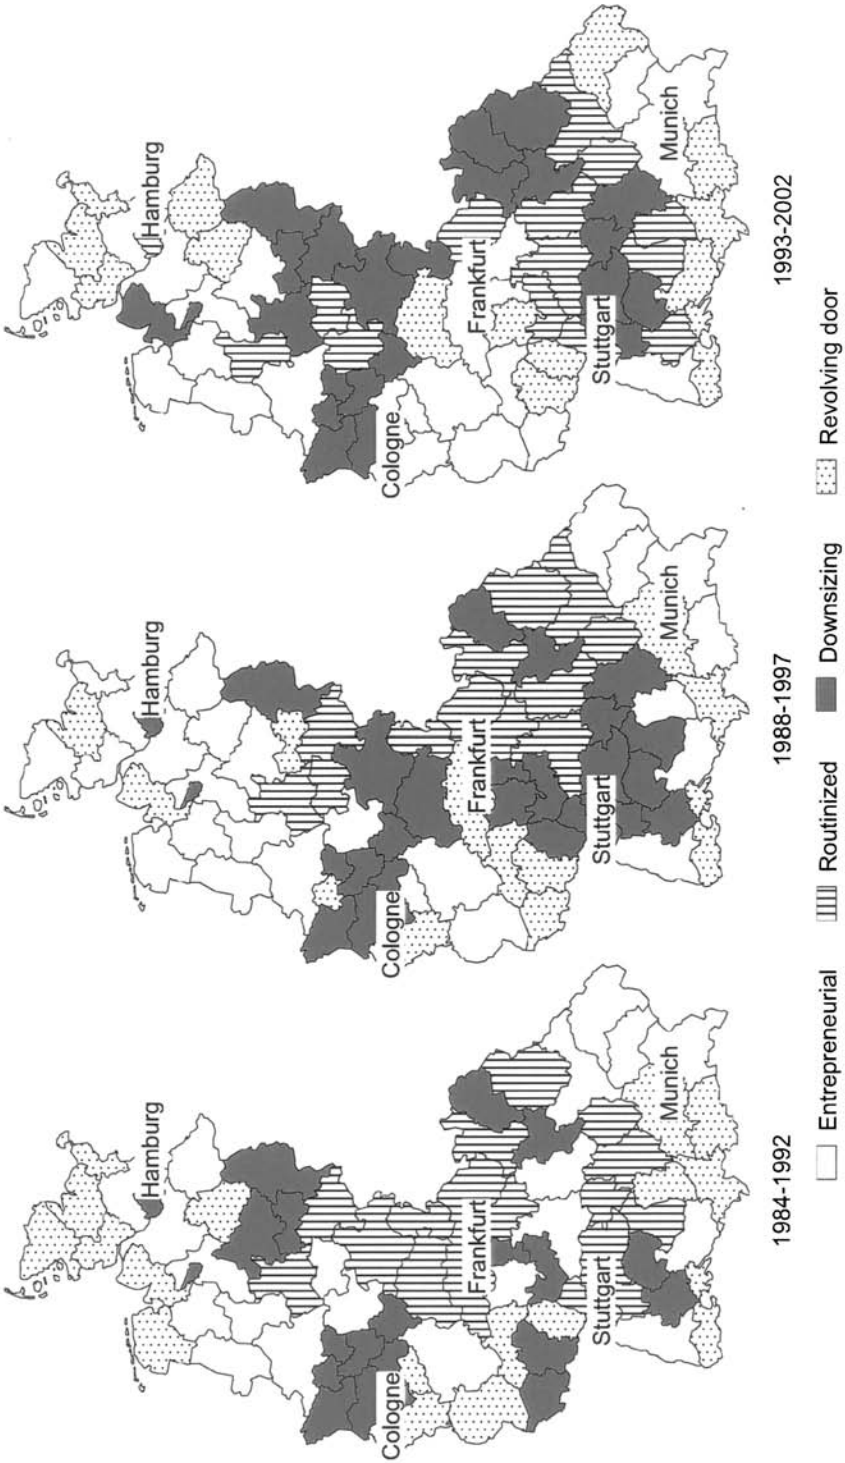 Hamburg
Cologne
Frankfurt
Stuttgart
Munich
1984-1992
Hamburg
Cologne
Frankfurt
Stuttgart
Munich
1988-1997
Hamburg
Cologne
Frankfurt
Stuttgart
Munich
1993-2002
Entrepreneurial
Routinized
Downsizing
Revolving door